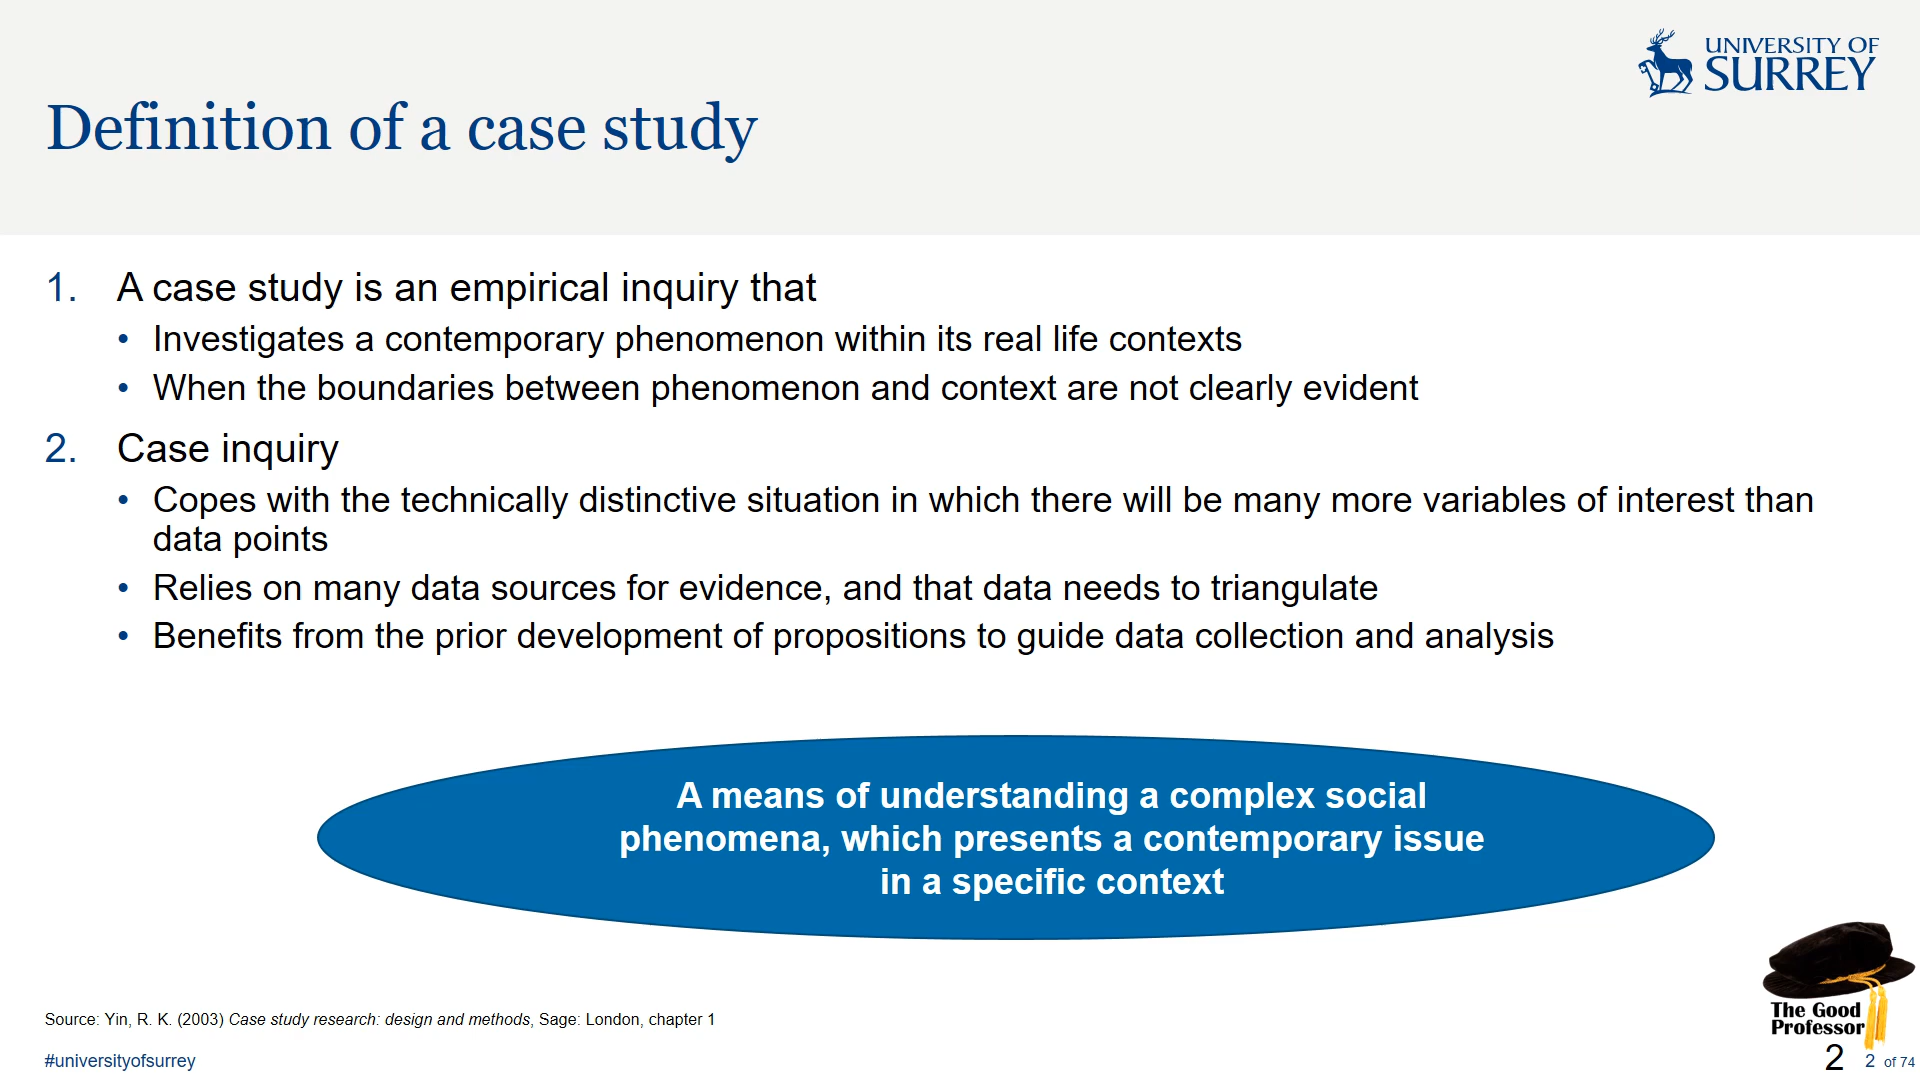 UNIVERSITY OF
SURREY
Definition of a case study
1. A case study is an empirical inquiry that
• Investigates a contemporary phenomenon within its real life contexts
• When the boundaries between phenomenon and context are not clearly evident
2. Case inquiry
• Copes with the technically distinctive situation in which there will be many more variables of interest than
data points
• Relies on many data sources for evidence, and that data needs to triangulate
• Benefits from the prior development of propositions to guide data collection and analysis
A means of understanding a complex social
phenomena, which presents a contemporary issue
in a specific context
Source: Yin, R. K. (2003) Case study research: design and methods, Sage: London, chapter 1
#universityofsurrey
The Good
Professor
2
2 of 74